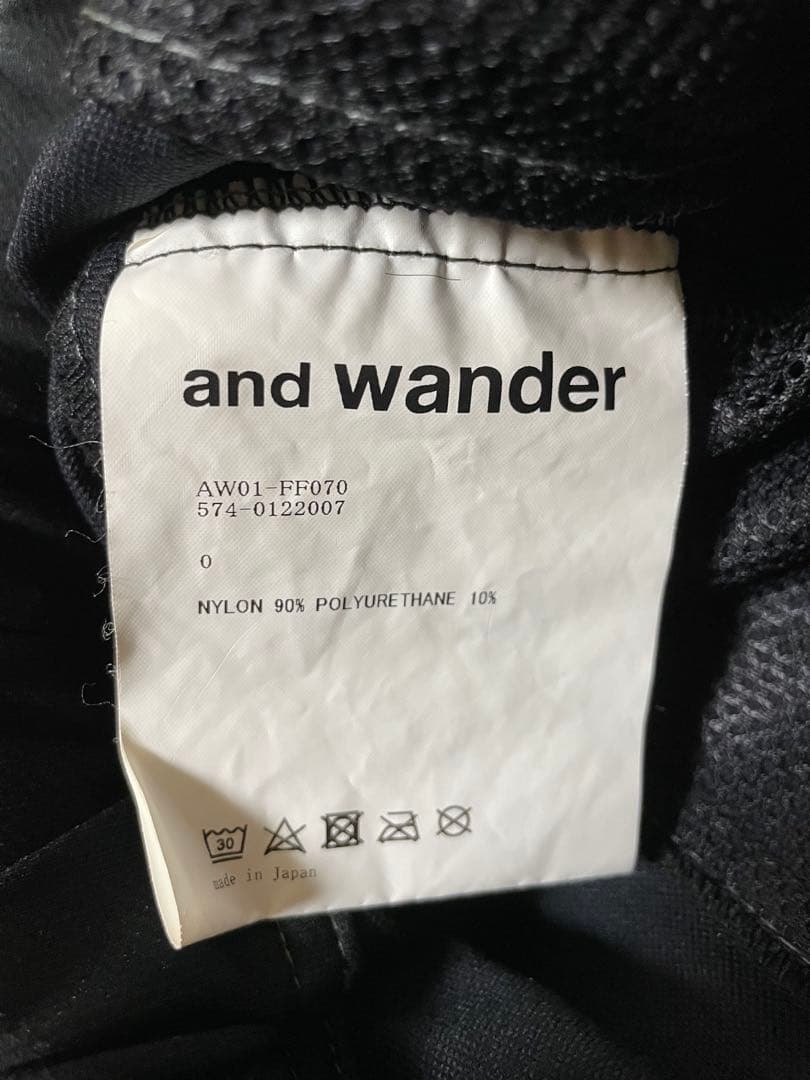 and wander
AW01-FF070
574-0122007
0
NYLON 90% POLYURETHANE 10%
30
made in Japan